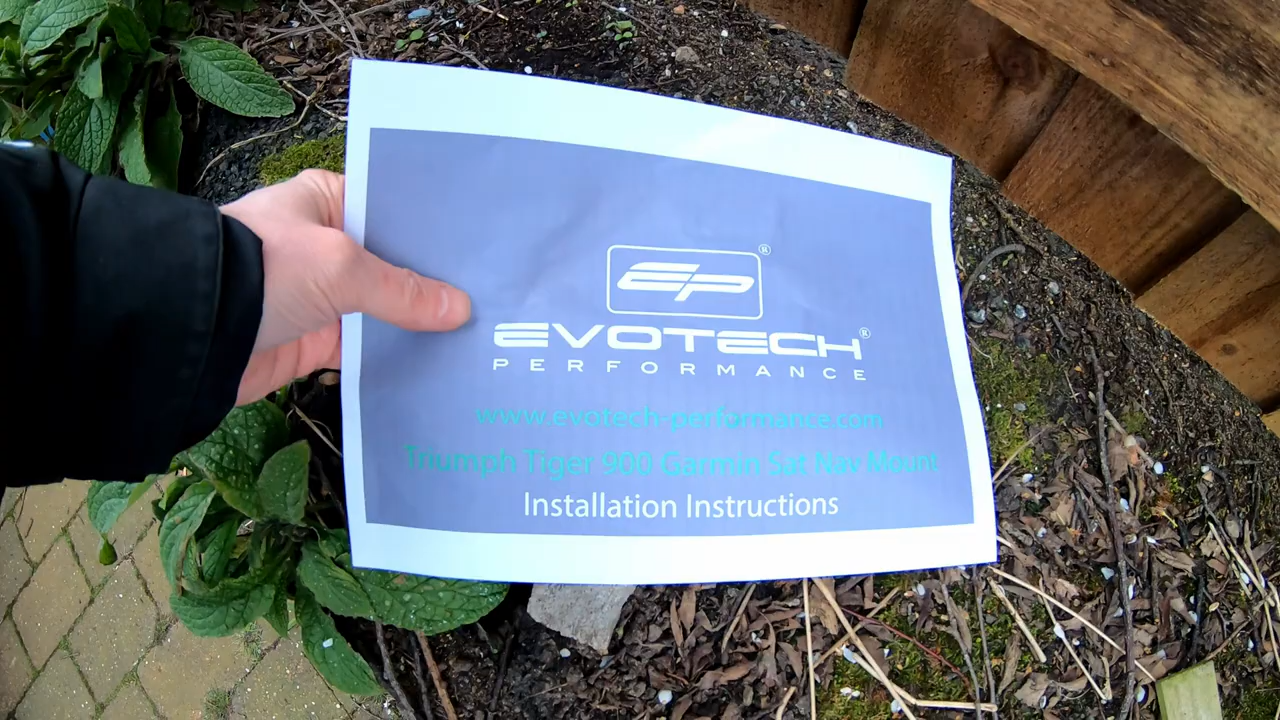 EP®
EVOTECH®
PERFORMANCE
www.evotech-performance.com
Triumph Tiger 900 Garmin Sat Nav Mount
Installation Instructions